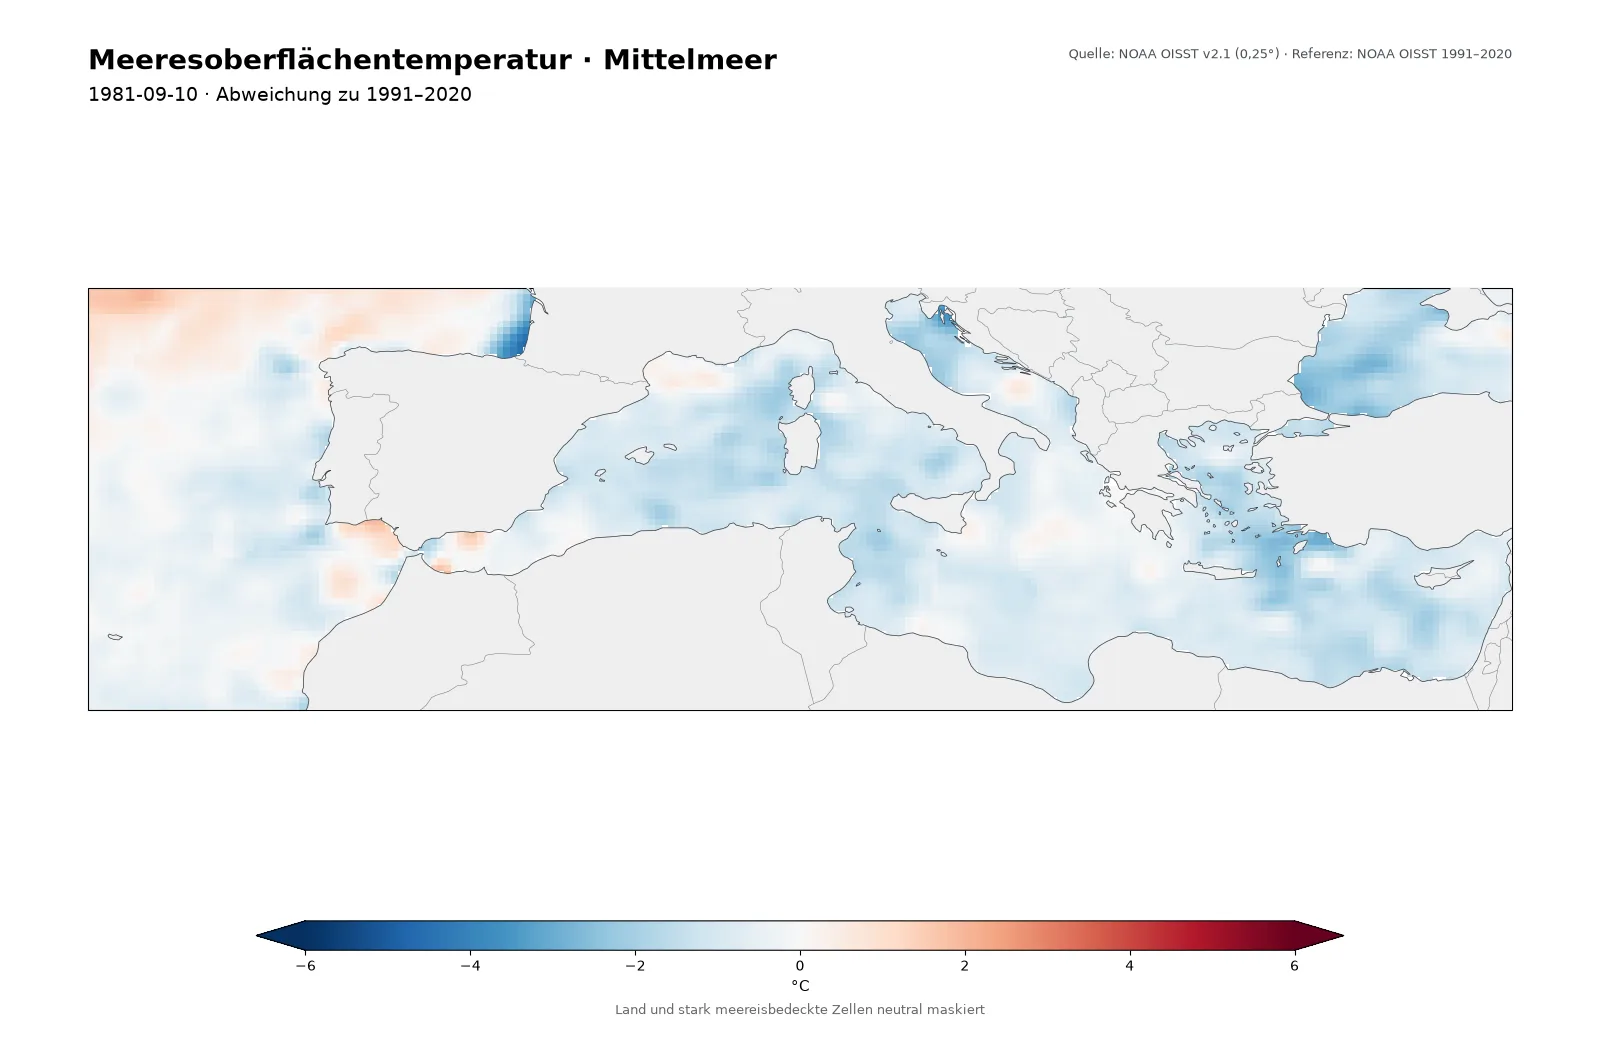 Meeresoberflächentemperatur · Mittelmeer
1981-09-10 · Abweichung zu 1991–2020
Quelle: NOAA OISST v2.1 (0,25°) · Referenz: NOAA OISST 1991–2020
−6 −4 −2 0 2 4 6
°C
Land und stark meereisbedeckte Zellen neutral maskiert